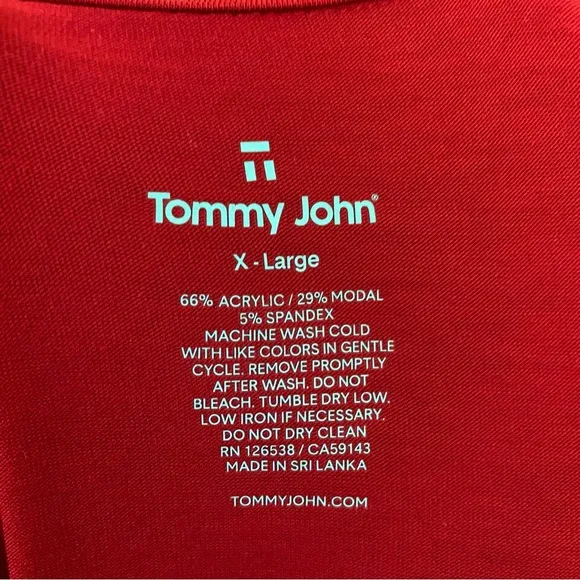 Tommy John®
X - Large
66% ACRYLIC / 29% MODAL
5% SPANDEX
MACHINE WASH COLD
WITH LIKE COLORS IN GENTLE
CYCLE. REMOVE PROMPTLY
AFTER WASH. DO NOT
BLEACH. TUMBLE DRY LOW.
LOW IRON IF NECESSARY.
DO NOT DRY CLEAN
RN 126538 / CA59143
MADE IN SRI LANKA
TOMMYJOHN.COM